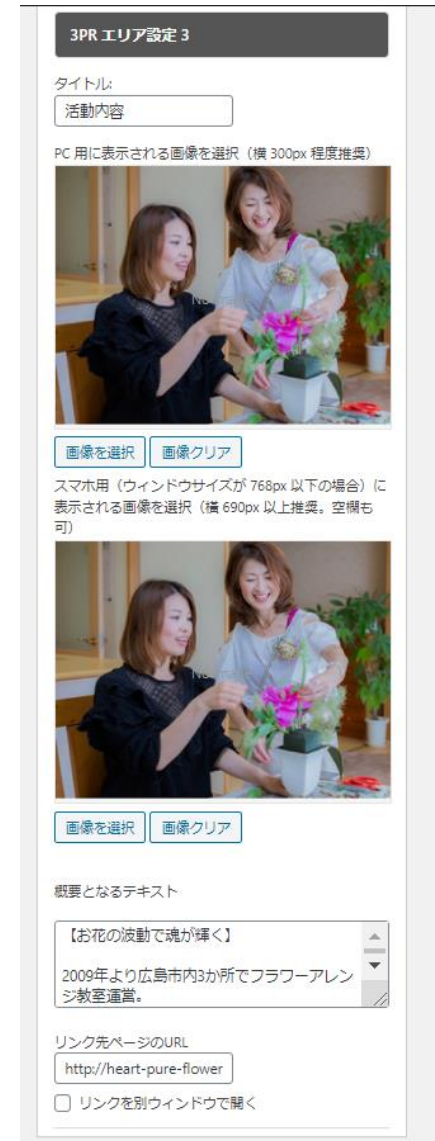 3PR エリア設定 3
タイトル:
活動内容
PC 用に表示される画像を選択（横 300px 程度推奨）
画像を選択 画像クリア
スマホ用（ウィンドウサイズが 768px 以下の場合）に
表示される画像を選択（横 690px 以上推奨。空欄も
可）
画像を選択 画像クリア
概要となるテキスト
【お花の波動で魂が輝く】
2009年より広島市内3か所でフラワーアレン
ジ教室運営。
リンク先ページのURL
http://heart-pure-flower
リンクを別ウィンドウで開く